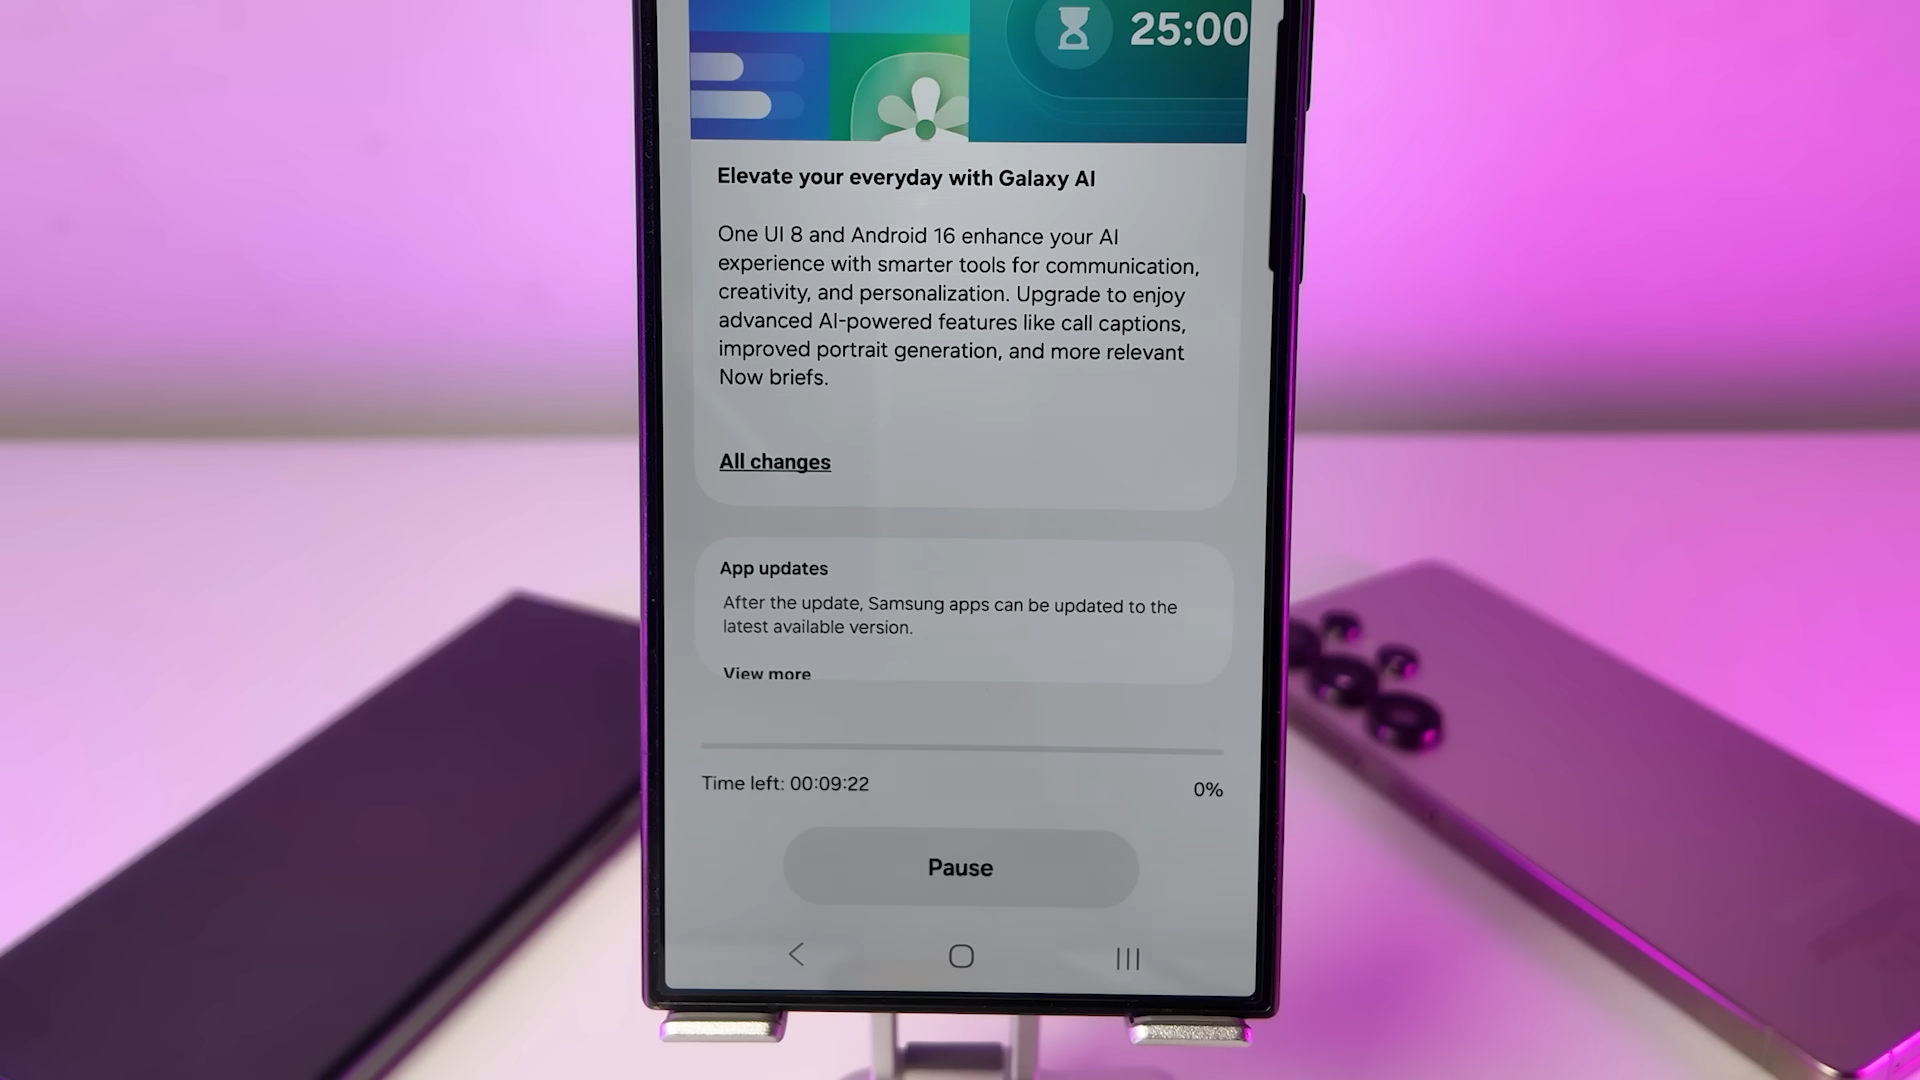 25:00
Elevate your everyday with Galaxy AI
One UI 8 and Android 16 enhance your AI
experience with smarter tools for communication,
creativity, and personalization. Upgrade to enjoy
advanced AI-powered features like call captions,
improved portrait generation, and more relevant
Now briefs.
All changes
App updates
After the update, Samsung apps can be updated to the
latest available version.
View more
Time left: 00:09:22
0%
Pause